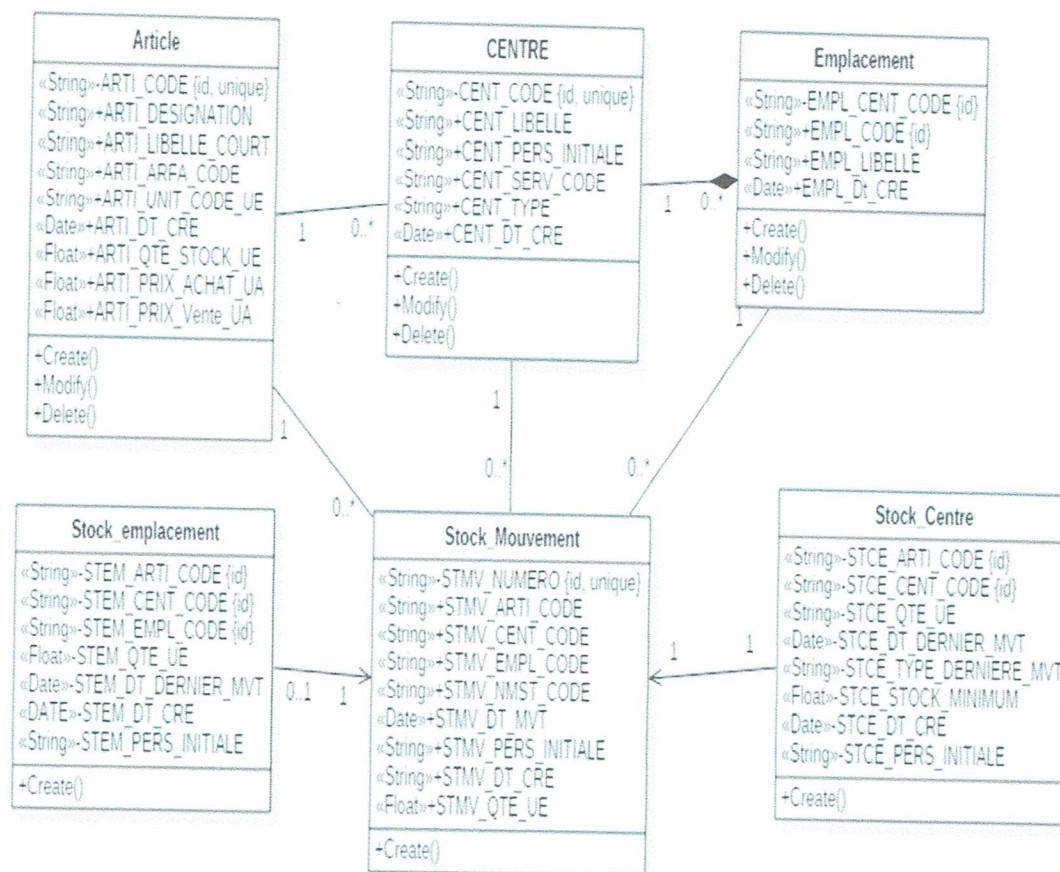 Article
«String»-ARTI_CODE {id, unique}
«String»+ARTI_DESIGNATION
«String»+ARTI_LIBELLE_COURT
«String»+ARTI_ARFA_CODE
«String»+ARTI_UNIT_CODE_UE
«Date»+ARTI_DT_CRE
«Float»+ARTI_QTE_STOCK_UE
«Float»+ARTI_PRIX_ACHAT_UA
«Float»+ARTI_PRIX_Vente_UA
+Create()
+Modify()
+Delete()
CENTRE
«String»-CENT_CODE {id, unique}
«String»+CENT_LIBELLE
«String»+CENT_PERS_INITIALE
«String»+CENT_SERV_CODE
«String»+CENT_TYPE
«Date»+CENT_DT_CRE
+Create()
+Modify()
+Delete()
Emplacement
«String»-EMPL_CENT_CODE {id}
«String»+EMPL_CODE {id}
«String»+EMPL_LIBELLE
«Date»+EMPL_Dt_CRE
+Create()
+Modify()
+Delete()
1
0..*
1
0..*
1
0..*
1
0..*
1
0..*
Stock_emplacement
«String»-STEM_ARTI_CODE {id}
«String»-STEM_CENT_CODE {id}
«String»-STEM_EMPL_CODE {id}
«Float»-STEM_QTE_UE
«Date»-STEM_DT_DERNIER_MVT
«DATE»-STEM_DT_CRE
«String»-STEM_PERS_INITIALE
+Create()
0..1
1
Stock_Mouvement
«String»-STMV_NUMERO {id, unique}
«String»+STMV_ARTI_CODE
«String»+STMV_CENT_CODE
«String»+STMV_EMPL_CODE
«String»+STMV_NMST_CODE
«Date»+STMV_DT_MVT
«String»+STMV_PERS_INITIALE
«String»+STMV_DT_CRE
«Float»+STMV_QTE_UE
+Create()
1
1
Stock_Centre
«String»-STCE_ARTI_CODE {id}
«String»-STCE_CENT_CODE {id}
«String»-STCE_QTE_UE
«Date»-STCE_DT_DERNIER_MVT
«String»-STCE_TYPE_DERNIERE_MVT
«Float»-STCE_STOCK_MINIMUM
«Date»-STCE_DT_CRE
«String»-STCE_PERS_INITIALE
+Create()